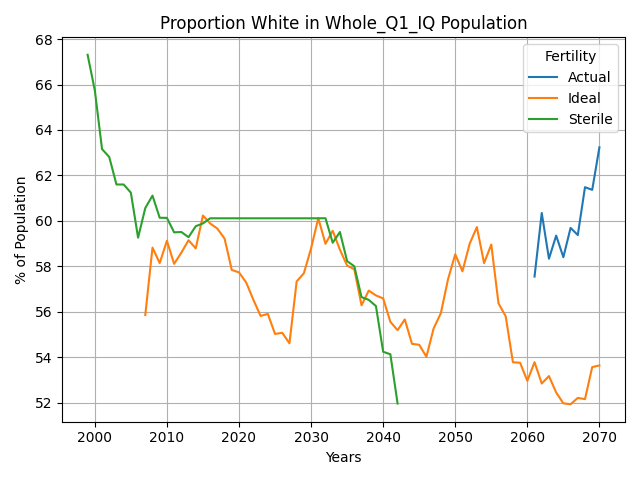 Proportion White in Whole_Q1_IQ Population
68
66
64
62
60
58
56
54
52
% of Population
Fertility
Actual
Ideal
Sterile
2000 2010 2020 2030 2040 2050 2060 2070
Years